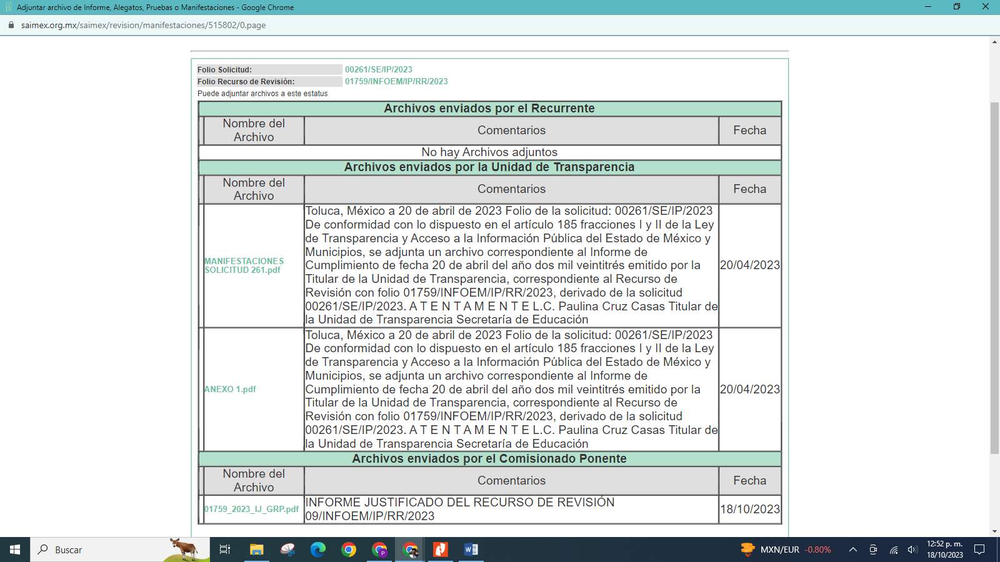 Adjuntar archivo de Informe, Alegatos, Pruebas o Manifestaciones - Google Chrome
saimex.org.mx/saimex/revision/manifestaciones/515802/0.page
Folio Solicitud: 00261/SE/IP/2023
Folio Recurso de Revisión: 01759/INFOEM/IP/RR/2023
Puede adjuntar archivos a este estatus
Archivos enviados por el Recurrente
Nombre del
Archivo
Comentarios
Fecha
No hay Archivos adjuntos
Archivos enviados por la Unidad de Transparencia
Nombre del
Archivo
Comentarios
Fecha
MANIFESTACIONES
SOLICITUD 261.pdf
Toluca, México a 20 de abril de 2023 Folio de la solicitud: 00261/SE/IP/2023
De conformidad con lo dispuesto en el artículo 185 fracciones I y II de la Ley
de Transparencia y Acceso a la Información Pública del Estado de México y
Municipios, se adjunta un archivo correspondiente al Informe de
Cumplimiento de fecha 20 de abril del año dos mil veintitrés emitido por la
Titular de la Unidad de Transparencia, correspondiente al Recurso de
Revisión con folio 01759/INFOEM/IP/RR/2023, derivado de la solicitud
00261/SE/IP/2023. A T E N T A M E N T E L.C. Paulina Cruz Casas Titular de
la Unidad de Transparencia Secretaría de Educación
20/04/2023
ANEXO 1.pdf
Toluca, México a 20 de abril de 2023 Folio de la solicitud: 00261/SE/IP/2023
De conformidad con lo dispuesto en el artículo 185 fracciones I y II de la Ley
de Transparencia y Acceso a la Información Pública del Estado de México y
Municipios, se adjunta un archivo correspondiente al Informe de
Cumplimiento de fecha 20 de abril del año dos mil veintitrés emitido por la
Titular de la Unidad de Transparencia, correspondiente al Recurso de
Revisión con folio 01759/INFOEM/IP/RR/2023, derivado de la solicitud
00261/SE/IP/2023. A T E N T A M E N T E L.C. Paulina Cruz Casas Titular de
la Unidad de Transparencia Secretaría de Educación
20/04/2023
Archivos enviados por el Comisionado Ponente
Nombre del
Archivo
Comentarios
Fecha
01759_2023_IJ_GRP.pdf
INFORME JUSTIFICADO DEL RECURSO DE REVISIÓN
09/INFOEM/IP/RR/2023
18/10/2023
Buscar
MXN/EUR -0.80%
12:52 p. m.
18/10/2023